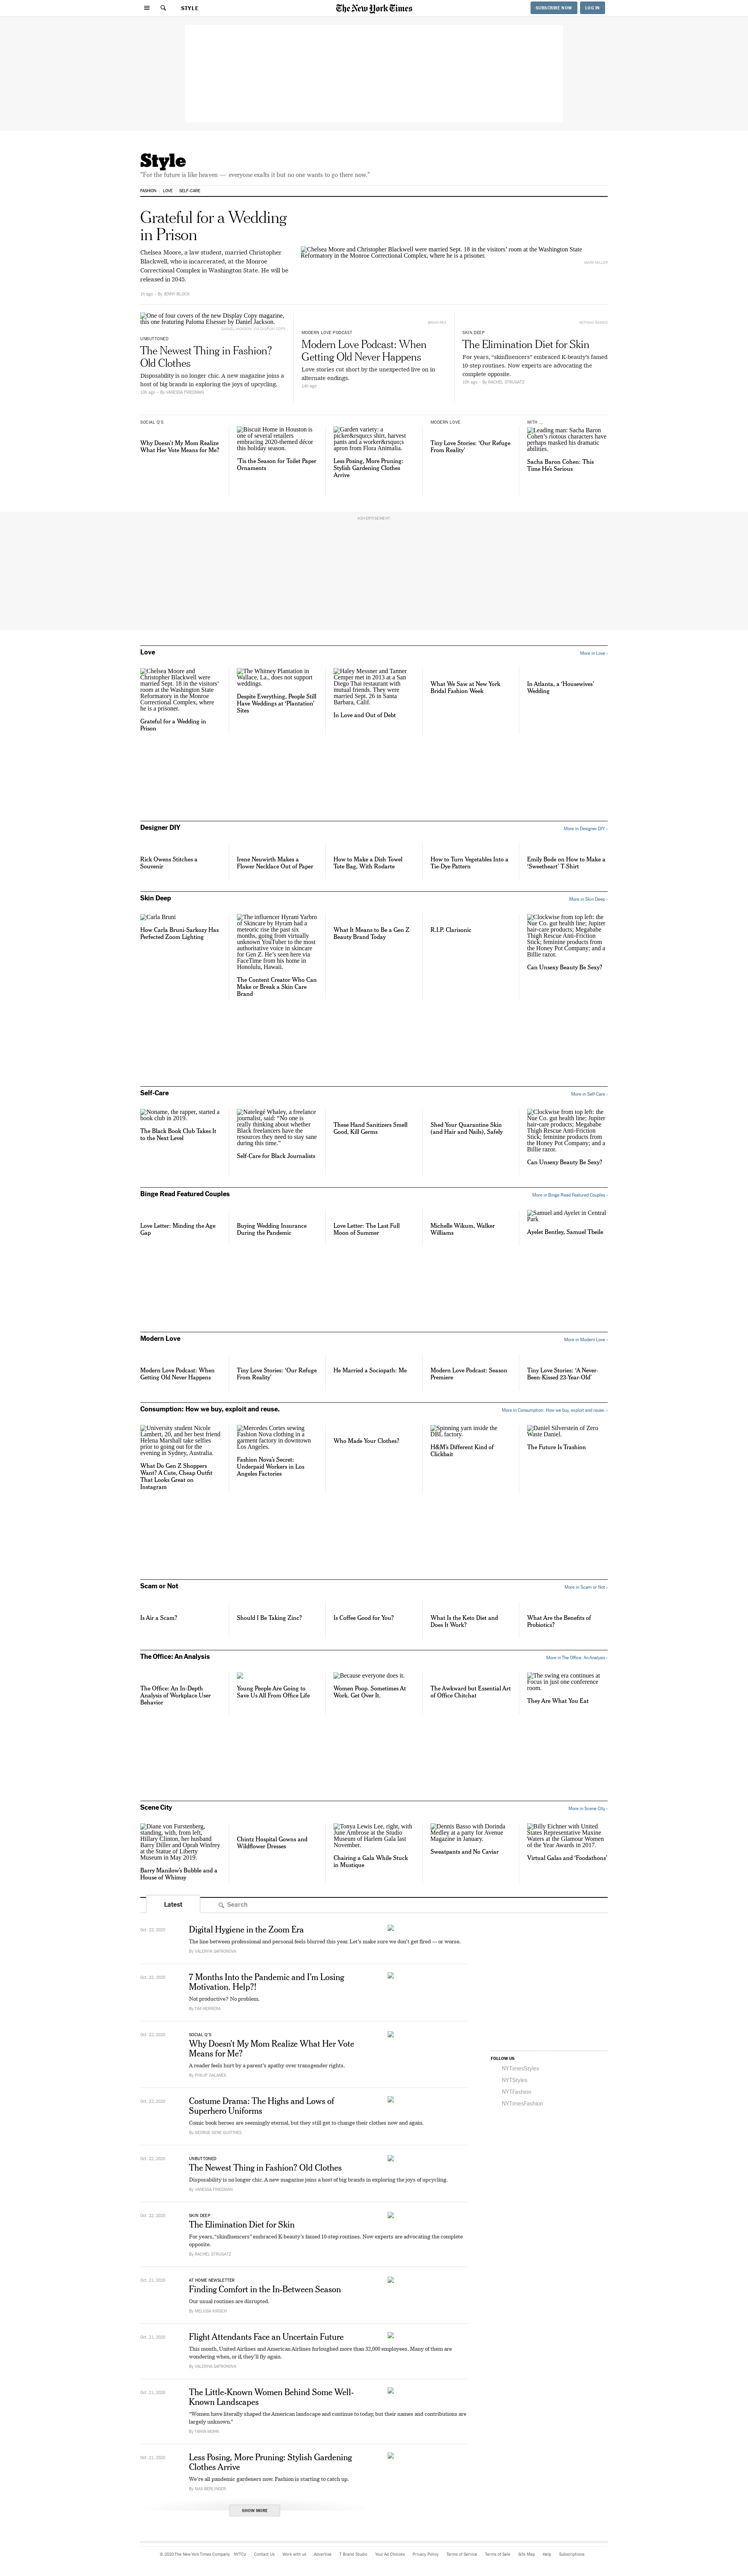 STYLE
The New York Times
SUBSCRIBE NOW
LOG IN
Style
“For the future is like heaven — everyone exalts it but no one wants to go there now.”
FASHION
LOVE
SELF-CARE
Grateful for a Wedding
in Prison
Chelsea Moore, a law student, married Christopher
Blackwell, who is incarcerated, at the Monroe
Correctional Complex in Washington State. He will be
released in 2045.
1h ago · By JENNY BLOCK
Chelsea Moore and Christopher Blackwell were married Sept. 18 in the visitors’ room at the Washington State
Reformatory in the Monroe Correctional Complex, where he is a prisoner.
One of four covers of the new Display Copy magazine,
this one featuring Paloma Elsesser by Daniel Jackson.
UNBUTTONED
The Newest Thing in Fashion?
Old Clothes
Disposability is no longer chic. A new magazine joins a
host of big brands in exploring the joys of upcycling.
10h ago · By VANESSA FRIEDMAN
BRIAN REA
MODERN LOVE PODCAST
Modern Love Podcast: When
Getting Old Never Happens
Love stories cut short by the unexpected live on in
alternate endings.
14h ago
SKIN DEEP
The Elimination Diet for Skin
For years, “skinfluencers” embraced K-beauty’s famed
10-step routines. Now experts are advocating the
complete opposite.
10h ago · By RACHEL STRUGATZ
SOCIAL Q’S
Why Doesn’t My Mom Realize
What Her Vote Means for Me?
Biscuit Home in Houston is
one of several retailers
embracing 2020-themed décor
this holiday season.
’Tis the Season for Toilet Paper
Ornaments
Garden variety: a
picker&rsquo;s shirt, harvest
pants and a worker&rsquo;s
apron from Flora Animalia.
Less Posing, More Pruning:
Stylish Gardening Clothes
Arrive
MODERN LOVE
Tiny Love Stories: ‘Our Refuge
From Reality’
WITH ...
Leading man: Sacha Baron
Cohen’s riotous characters have
perhaps masked his dramatic
abilities.
Sacha Baron Cohen: This
Time He’s Serious
ADVERTISEMENT
Love
More in Love ›
Chelsea Moore and
Christopher Blackwell were
married Sept. 18 in the visitors’
room at the Washington State
Reformatory in the Monroe
Correctional Complex, where
he is a prisoner.
Grateful for a Wedding in
Prison
The Whitney Plantation in
Wallace, La., does not support
weddings.
Despite Everything, People Still
Have Weddings at ‘Plantation’
Sites
Haley Messner and Tanner
Cempei met in 2013 at a San
Diego Thai restaurant with
mutual friends. They were
married Sept. 26 in Santa
Barbara, Calif.
In Love and Out of Debt
What We Saw at New York
Bridal Fashion Week
In Atlanta, a ‘Housewives’
Wedding
Designer DIY
More in Designer DIY ›
Rick Owens Stitches a
Souvenir
Irene Neuwirth Makes a
Flower Necklace Out of Paper
How to Make a Dish Towel
Tote Bag, With Rodarte
How to Turn Vegetables Into a
Tie-Dye Pattern
Emily Bode on How to Make a
‘Sweetheart’ T-Shirt
Skin Deep
More in Skin Deep ›
Carla Bruni
How Carla Bruni-Sarkozy Has
Perfected Zoom Lighting
The influencer Hyram Yarbro
of Skincare by Hyram had a
meteoric rise the past six
months, going from virtually
unknown YouTuber to the most
authoritative voice in skincare
for Gen Z. He’s seen here via
FaceTime from his home in
Honolulu, Hawaii.
The Content Creator Who Can
Make or Break a Skin Care
Brand
What It Means to Be a Gen Z
Beauty Brand Today
R.I.P. Clarisonic
Clockwise from top left: the
Nue Co. gut health line; Jupiter
hair-care products; Megababe
Thigh Rescue Anti-Friction
Stick; feminine products from
the Honey Pot Company; and a
Billie razor.
Can Unsexy Beauty Be Sexy?
Self-Care
More in Self-Care ›
Noname, the rapper, started a
book club in 2019.
The Black Book Club Takes It
to the Next Level
Natelegé Whaley, a freelance
journalist, said: “No one is
really thinking about whether
Black freelancers have the
resources they need to stay sane
during this time.”
Self-Care for Black Journalists
These Hand Sanitizers Smell
Good, Kill Germs
Shed Your Quarantine Skin
(and Hair and Nails), Safely
Clockwise from top left: the
Nue Co. gut health line; Jupiter
hair-care products; Megababe
Thigh Rescue Anti-Friction
Stick; feminine products from
the Honey Pot Company; and a
Billie razor.
Can Unsexy Beauty Be Sexy?
Binge Read Featured Couples
More in Binge Read Featured Couples ›
Love Letter: Minding the Age
Gap
Buying Wedding Insurance
During the Pandemic
Love Letter: The Last Full
Moon of Summer
Michelle Wikum, Walker
Williams
Samuel and Ayelet in Central
Park
Ayelet Bentley, Samuel Theile
Modern Love
More in Modern Love ›
Modern Love Podcast: When
Getting Old Never Happens
Tiny Love Stories: ‘Our Refuge
From Reality’
He Married a Sociopath: Me
Modern Love Podcast: Season
Premiere
Tiny Love Stories: ‘A Never-
Been-Kissed 23-Year-Old’
Consumption: How we buy, exploit and reuse.
More in Consumption: How we buy, exploit and reuse. ›
University student Nicole
Lambert, 20, and her best friend
Helena Marshall take selfies
prior to going out for the
evening in Sydney, Australia.
What Do Gen Z Shoppers
Want? A Cute, Cheap Outfit
That Looks Great on
Instagram
Mercedes Cortes sewing
Fashion Nova clothing in a
garment factory in downtown
Los Angeles.
Fashion Nova’s Secret:
Underpaid Workers in Los
Angeles Factories
Who Made Your Clothes?
Spinning yarn inside the
DBL factory.
H&M’s Different Kind of
Clickbait
Daniel Silverstein of Zero
Waste Daniel.
The Future Is Trashion
Scam or Not
More in Scam or Not ›
Is Air a Scam?
Should I Be Taking Zinc?
Is Coffee Good for You?
What Is the Keto Diet and
Does It Work?
What Are the Benefits of
Probiotics?
The Office: An Analysis
More in The Office: An Analysis ›
The Office: An In-Depth
Analysis of Workplace User
Behavior
Young People Are Going to
Save Us All From Office Life
Because everyone does it.
Women Poop. Sometimes At
Work. Get Over It.
The Awkward but Essential Art
of Office Chitchat
The swing era continues at
Focus in just one conference
room.
They Are What You Eat
Scene City
More in Scene City ›
Diane von Furstenberg,
standing, with, from left,
Hillary Clinton, her husband
Barry Diller and Oprah Winfrey
at the Statue of Liberty
Museum in May 2019.
Barry Manilow’s Bubble and a
House of Whimsy
Chintz Hospital Gowns and
Wildflower Dresses
Tonya Lewis Lee, right, with
June Ambrose at the Studio
Museum of Harlem Gala last
November.
Chairing a Gala While Stuck
in Mustique
Dennis Basso with Dorinda
Medley at a party for Avenue
Magazine in January.
Sweatpants and No Caviar
Billy Eichner with United
States Representative Maxine
Waters at the Glamour Women
of the Year Awards in 2017.
Virtual Galas and ‘Foodathons’
Latest
Search
Oct. 22, 2020
Digital Hygiene in the Zoom Era
The line between professional and personal feels blurred this year. Let’s make sure we don’t get fired — or worse.
By VALERIYA SAFRONOVA
Oct. 22, 2020
7 Months Into the Pandemic and I’m Losing
Motivation. Help?!
Not productive? No problem.
By TIM HERRERA
Oct. 22, 2020
SOCIAL Q’S
Why Doesn’t My Mom Realize What Her Vote
Means for Me?
A reader feels hurt by a parent’s apathy over transgender rights.
By PHILIP GALANES
Oct. 22, 2020
Costume Drama: The Highs and Lows of
Superhero Uniforms
Comic book heroes are seemingly eternal, but they still get to change their clothes now and again.
By GEORGE GENE GUSTINES
Oct. 22, 2020
UNBUTTONED
The Newest Thing in Fashion? Old Clothes
Disposability is no longer chic. A new magazine joins a host of big brands in exploring the joys of upcycling.
By VANESSA FRIEDMAN
Oct. 22, 2020
SKIN DEEP
The Elimination Diet for Skin
For years, “skinfluencers” embraced K-beauty’s famed 10-step routines. Now experts are advocating the complete
opposite.
By RACHEL STRUGATZ
Oct. 21, 2020
AT HOME NEWSLETTER
Finding Comfort in the In-Between Season
Our usual routines are disrupted.
By MELISSA KIRSCH
Oct. 21, 2020
Flight Attendants Face an Uncertain Future
This month, United Airlines and American Airlines furloughed more than 32,000 employees. Many of them are
wondering when, or if, they’ll fly again.
By VALERIYA SAFRONOVA
Oct. 21, 2020
The Little-Known Women Behind Some Well-
Known Landscapes
“Women have literally shaped the American landscape and continue to today, but their names and contributions are
largely unknown.”
By TANYA MOHN
Oct. 21, 2020
Less Posing, More Pruning: Stylish Gardening
Clothes Arrive
We’re all pandemic gardeners now. Fashion is starting to catch up.
By MAX BERLINGER
SHOW MORE
FOLLOW US
NYTimesStyles
NYTStyles
NYTFashion
NYTimesFashion
© 2020 The New York Times Company
NYTCo
Contact Us
Work with us
Advertise
T Brand Studio
Your Ad Choices
Privacy Policy
Terms of Service
Terms of Sale
Site Map
Help
Subscriptions